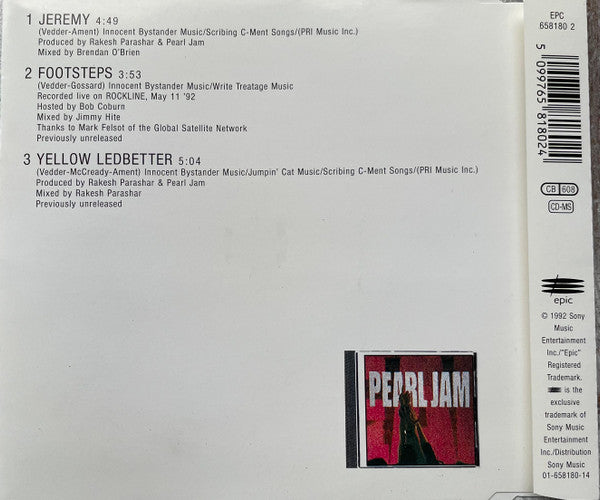 1 JEREMY 4:49
(Vedder-Ament) Innocent Bystander Music/Scribing C-Ment Songs/(PRI Music Inc.)
Produced by Rakesh Parashar & Pearl Jam
Mixed by Brendan O'Brien
2 FOOTSTEPS 3:53
(Vedder-Gossard) Innocent Bystander Music/Write Treatage Music
Recorded live on ROCKLINE, May 11 '92
Hosted by Bob Coburn
Mixed by Jimmy Hite
Thanks to Mark Felsot of the Global Satellite Network
Previously unreleased
3 YELLOW LEDBETTER 5:04
(Vedder-McCready-Ament) Innocent Bystander Music/Jumpin' Cat Music/Scribing C-Ment Songs/(PRI Music Inc.)
Produced by Rakesh Parashar & Pearl Jam
Mixed by Rakesh Parashar
Previously unreleased
PEARL JAM
EPC
658180 2
5 099765 818024
CB 608
CD-MS
epic
© 1992 Sony
Music
Entertainment
Inc./"Epic"
Registered
Trademark.
is the
exclusive
trademark of
Sony Music
Entertainment
Inc./Distribution
Sony Music
01-658180-14